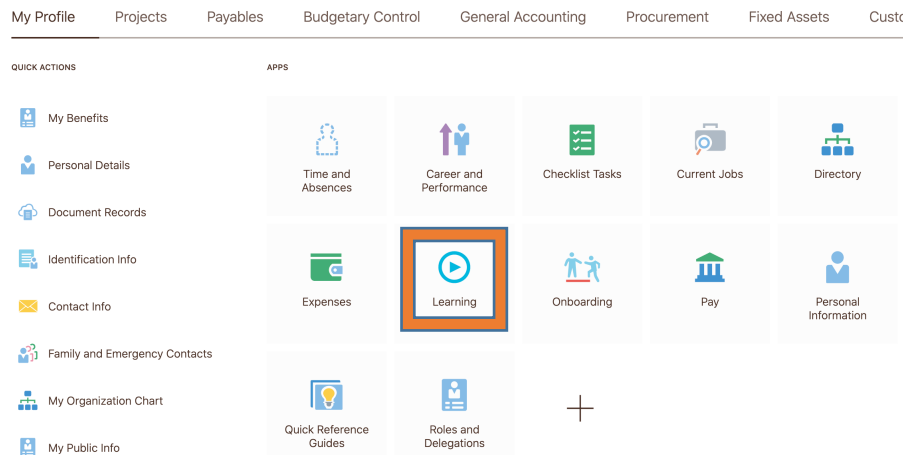 My Profile Projects Payables Budgetary Control General Accounting Procurement Fixed Assets
QUICK ACTIONS
My Benefits
Personal Details
Document Records
Identification Info
Contact Info
Family and Emergency Contacts
My Organization Chart
My Public Info
APPS
Time and
Absences
Career and
Performance
Checklist Tasks
Current Jobs
Directory
Expenses
Learning
Onboarding
Pay
Personal
Information
Quick Reference
Guides
Roles and
Delegations